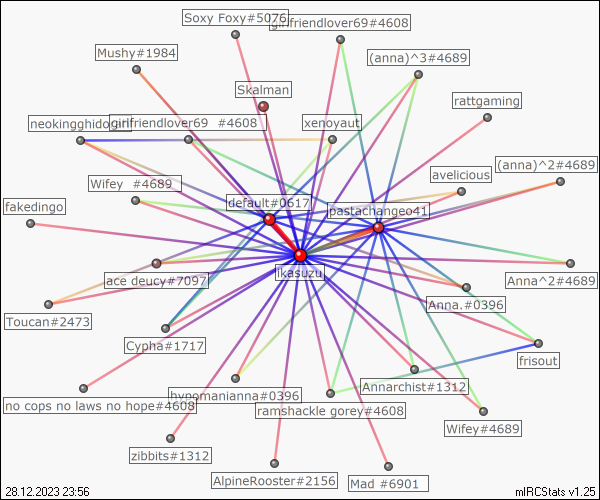 Soxy Foxy#5076
girlfriendlover69#4608
Mushy#1984
(anna)^3#4689
Skalman
rattgaming
girlfriendlover69 #4608
xenoyaut
avelicious
(anna)^2#4689
Wifey #4689
default#0617
pastachangeo41
fakedingo
ikasuzu
ace deucy#7097
Anna^2#4689
Anna.#0396
Toucan#2473
Cypha#1717
frisout
Annarchist#1312
hypomanianna#0396
no cops no laws no hope#4608
ramshackle gorey#4608
Wifey#4689
zibbits#1312
AlpineRooster#2156
Mad #6901
28.12.2023 23:56
mIRCStats v1.25